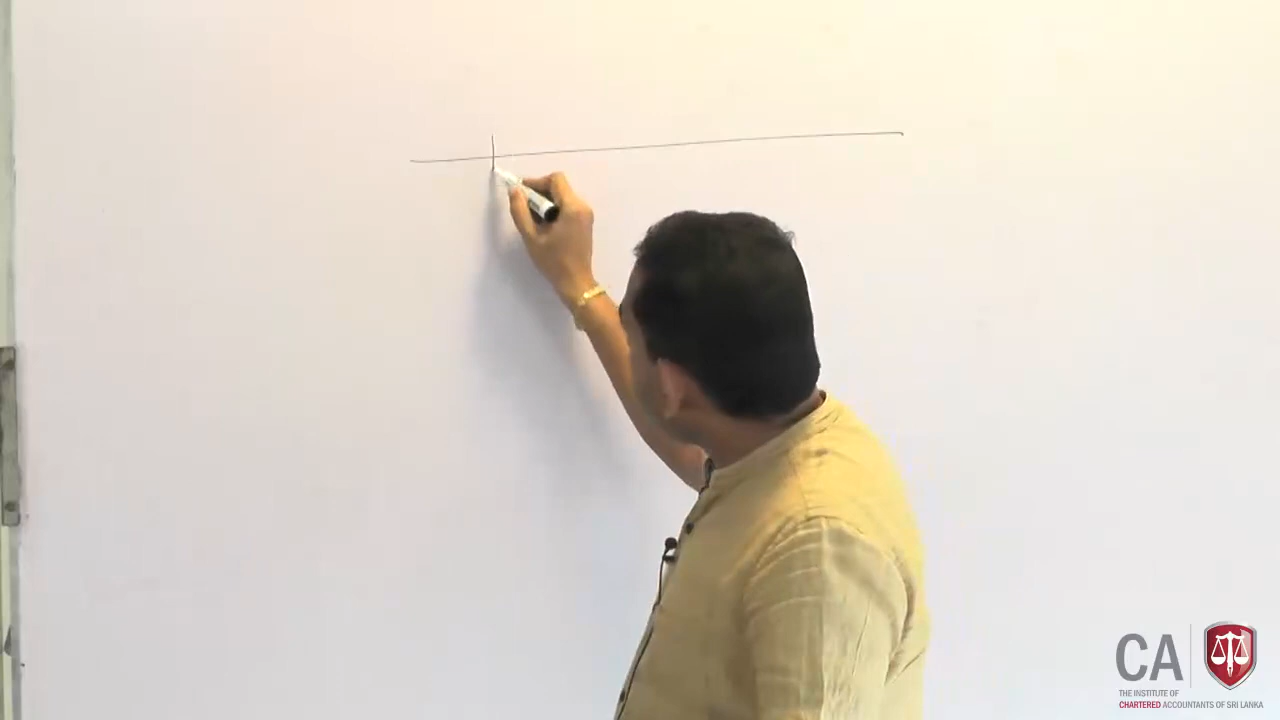 CA
THE INSTITUTE OF
CHARTERED ACCOUNTANTS OF SRI LANKA